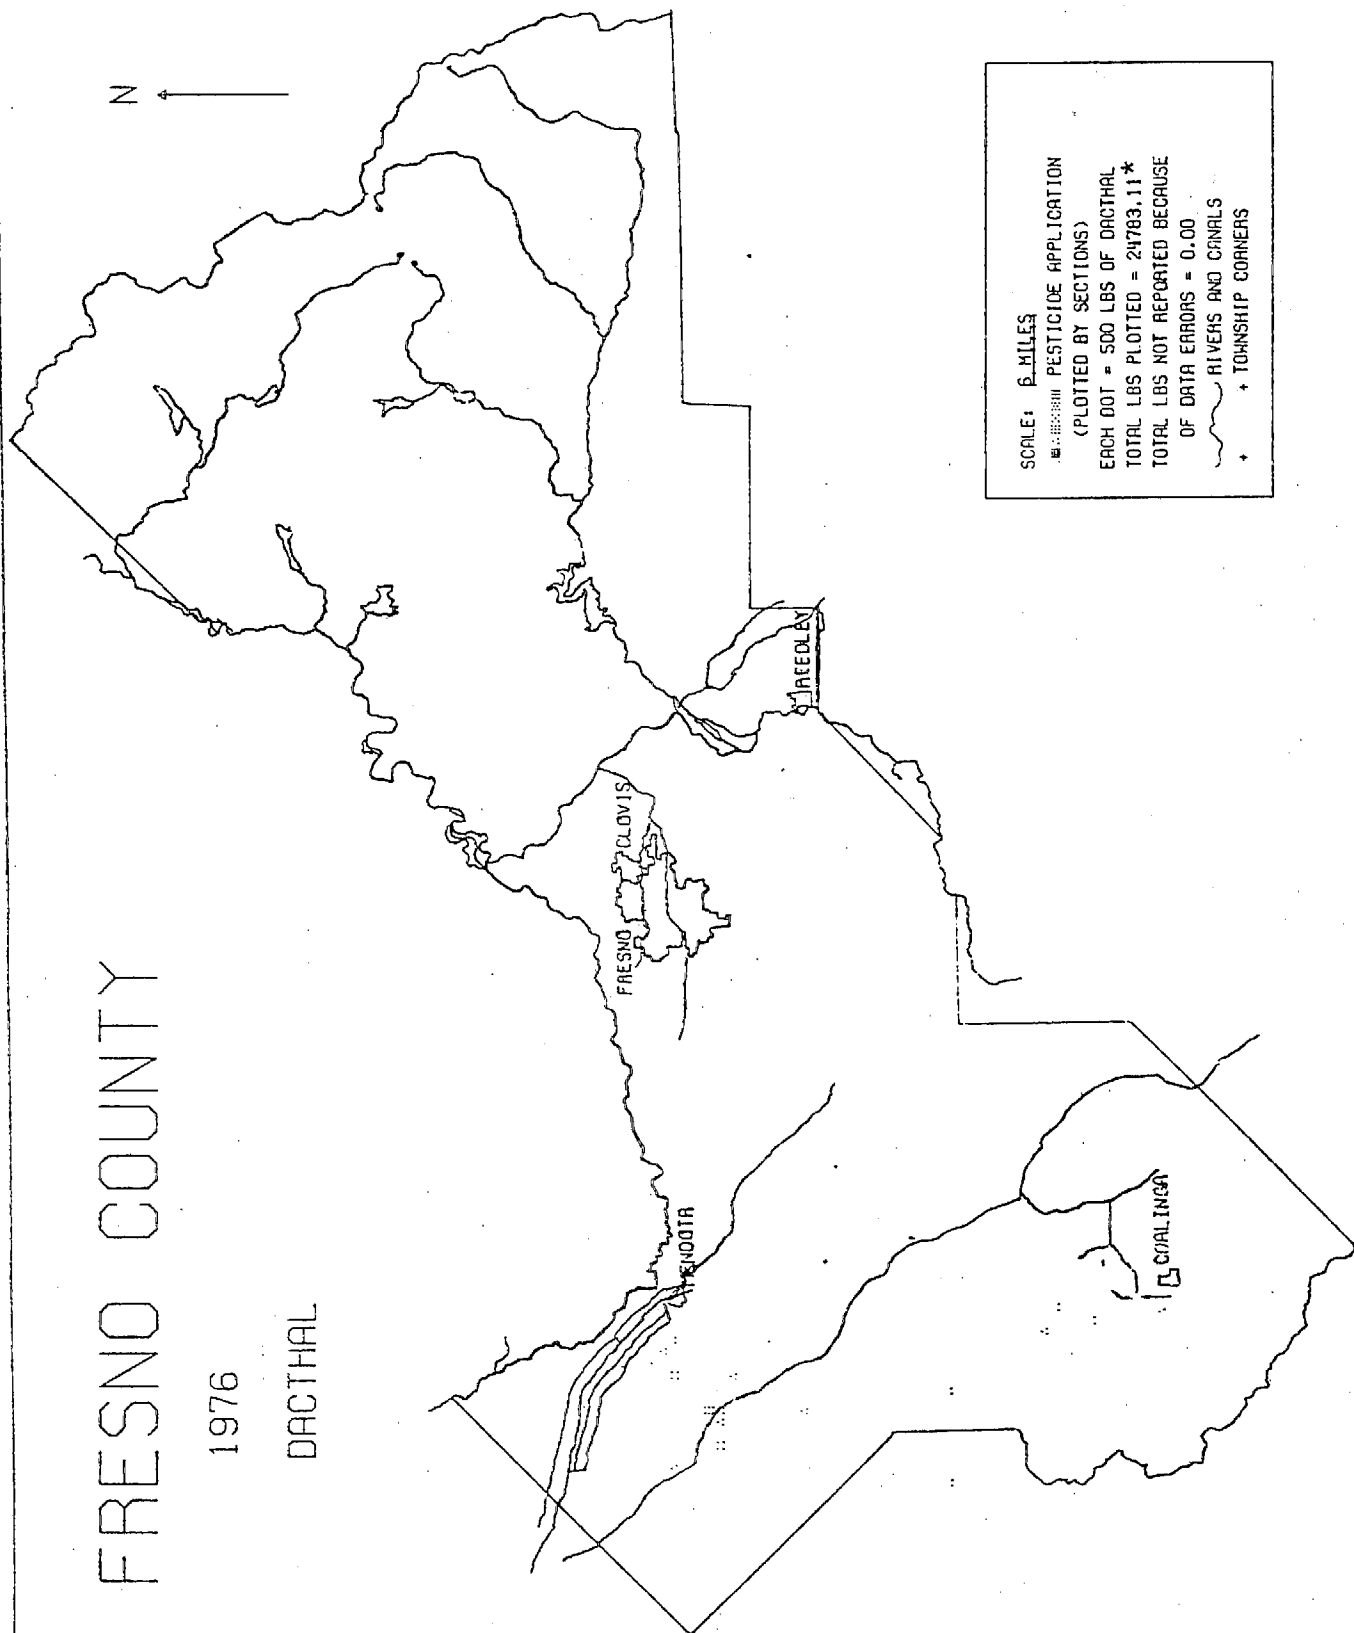 FRESNO COUNTY
1976
DACTHAL
N
FRESNO
CLOVIS
REEDLEY
MENDOTA
COALINGA
SCALE: 6 MILES
PESTICIDE APPLICATION
(PLOTTED BY SECTIONS)
EACH DOT = 500 LBS OF DACTHAL
TOTAL LBS PLOTTED = 24783.11*
TOTAL LBS NOT REPORTED BECAUSE
OF DATA ERRORS = 0.00
RIVERS AND CANALS
+ + TOWNSHIP CORNERS